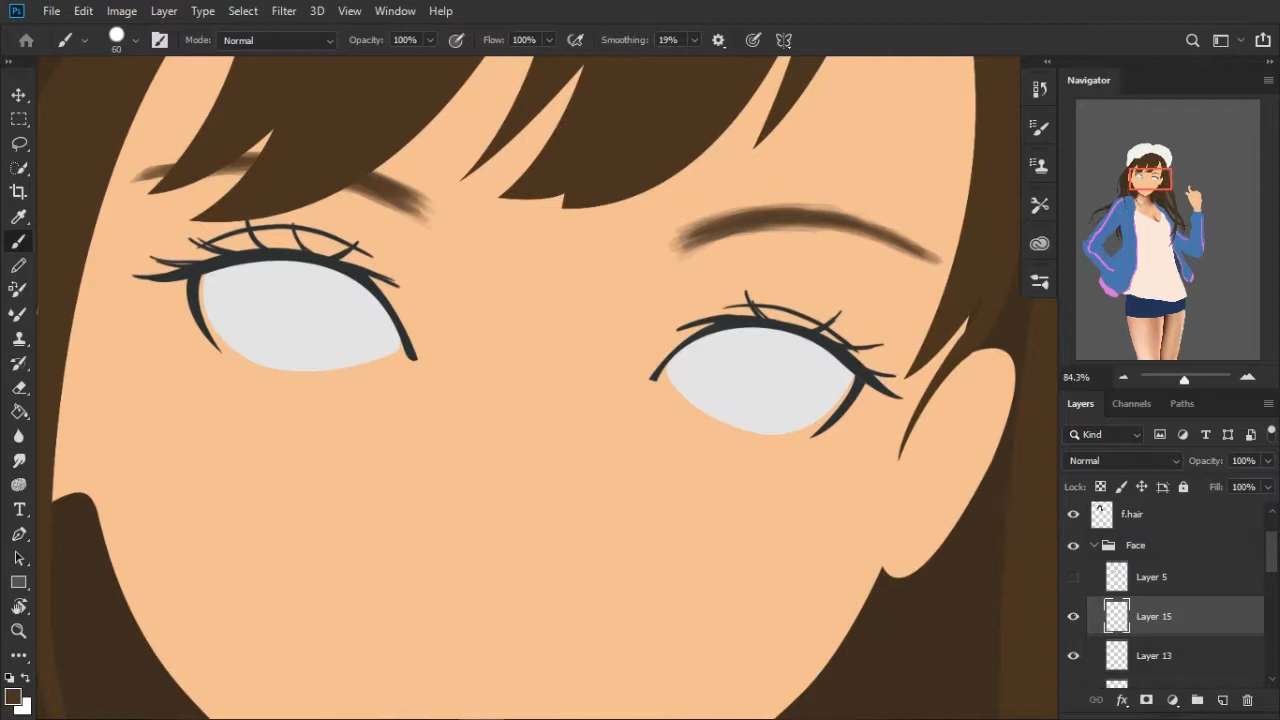 Ps File Edit Image Layer Type Select Filter 3D View Window Help
60 Mode: Normal Opacity: 100% Flow: 100% Smoothing: 19%
Navigator
84.3%
Layers Channels Paths
Kind
Normal Opacity: 100%
Lock: Fill: 100%
f.hair
Face
Layer 5
Layer 15
Layer 13